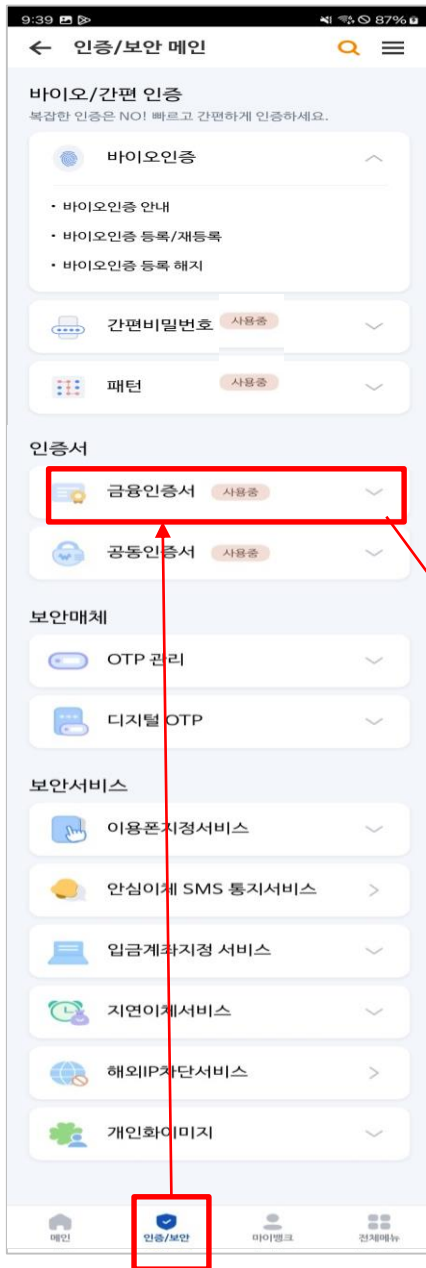 9:39 87%
인증/보안 메인
바이오/간편 인증
복잡한 인증은 NO! 빠르고 간편하게 인증하세요.
바이오인증
· 바이오인증 안내
· 바이오인증 등록/재등록
· 바이오인증 등록 해지
간편비밀번호 사용중
패턴 사용중
인증서
금융인증서 사용중
공동인증서 사용중
보안매체
OTP 관리
디지털 OTP
보안서비스
이용폰지정서비스
안심이체 SMS 통지서비스
입금계좌지정 서비스
지연이체서비스
해외IP차단서비스
개인화이미지
메인 인증/보안 마이뱅크 전체메뉴